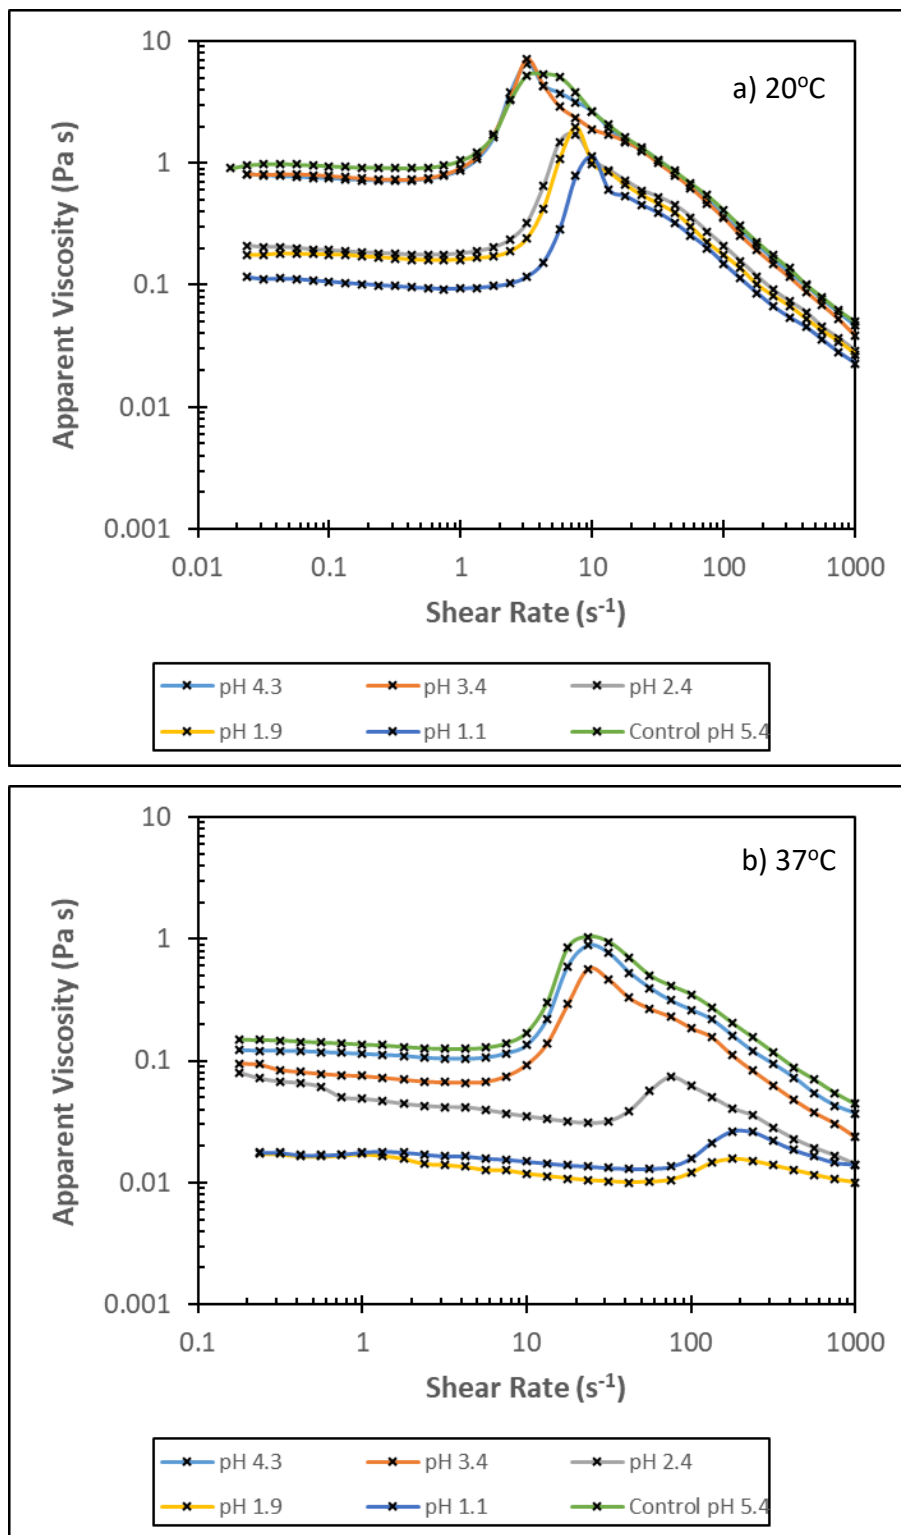 a) 20°C
Apparent Viscosity (Pa s)
10
1
0.1
0.01
0.001
0.01 0.1 1 10 100 1000
Shear Rate (s⁻¹)
pH 4.3 pH 3.4 pH 2.4
pH 1.9 pH 1.1 Control pH 5.4
b) 37°C
Apparent Viscosity (Pa s)
10
1
0.1
0.01
0.001
0.1 1 10 100 1000
Shear Rate (s⁻¹)
pH 4.3 pH 3.4 pH 2.4
pH 1.9 pH 1.1 Control pH 5.4